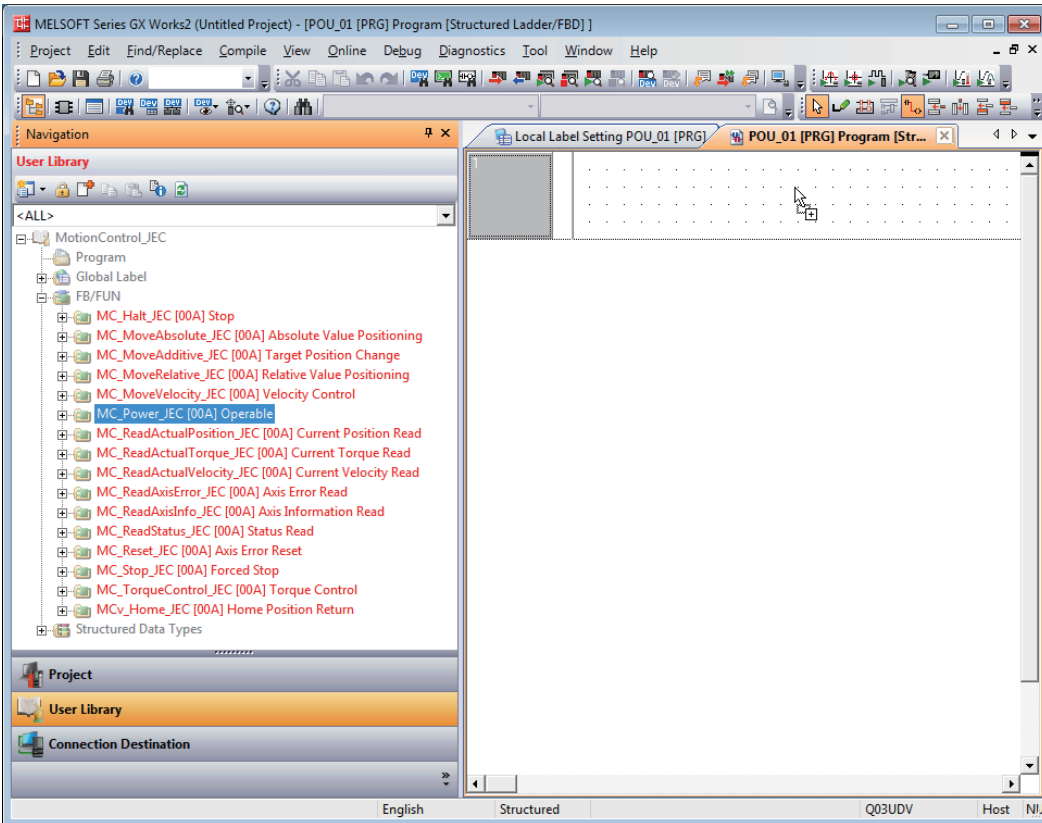 MELSOFT Series GX Works2 (Untitled Project) - [POU_01 [PRG] Program [Structured Ladder/FBD] ]
Project Edit Find/Replace Compile View Online Debug Diagnostics Tool Window Help
Navigation
Local Label Setting POU_01 [PRG]
POU_01 [PRG] Program [Str...
User Library
<ALL>
MotionControl_JEC
Program
Global Label
FB/FUN
MC_Halt_JEC [00A] Stop
MC_MoveAbsolute_JEC [00A] Absolute Value Positioning
MC_MoveAdditive_JEC [00A] Target Position Change
MC_MoveRelative_JEC [00A] Relative Value Positioning
MC_MoveVelocity_JEC [00A] Velocity Control
MC_Power_JEC [00A] Operable
MC_ReadActualPosition_JEC [00A] Current Position Read
MC_ReadActualTorque_JEC [00A] Current Torque Read
MC_ReadActualVelocity_JEC [00A] Current Velocity Read
MC_ReadAxisError_JEC [00A] Axis Error Read
MC_ReadAxisInfo_JEC [00A] Axis Information Read
MC_ReadStatus_JEC [00A] Status Read
MC_Reset_JEC [00A] Axis Error Reset
MC_Stop_JEC [00A] Forced Stop
MC_TorqueControl_JEC [00A] Torque Control
MCv_Home_JEC [00A] Home Position Return
Structured Data Types
Project
User Library
Connection Destination
English Structured Q03UDV Host